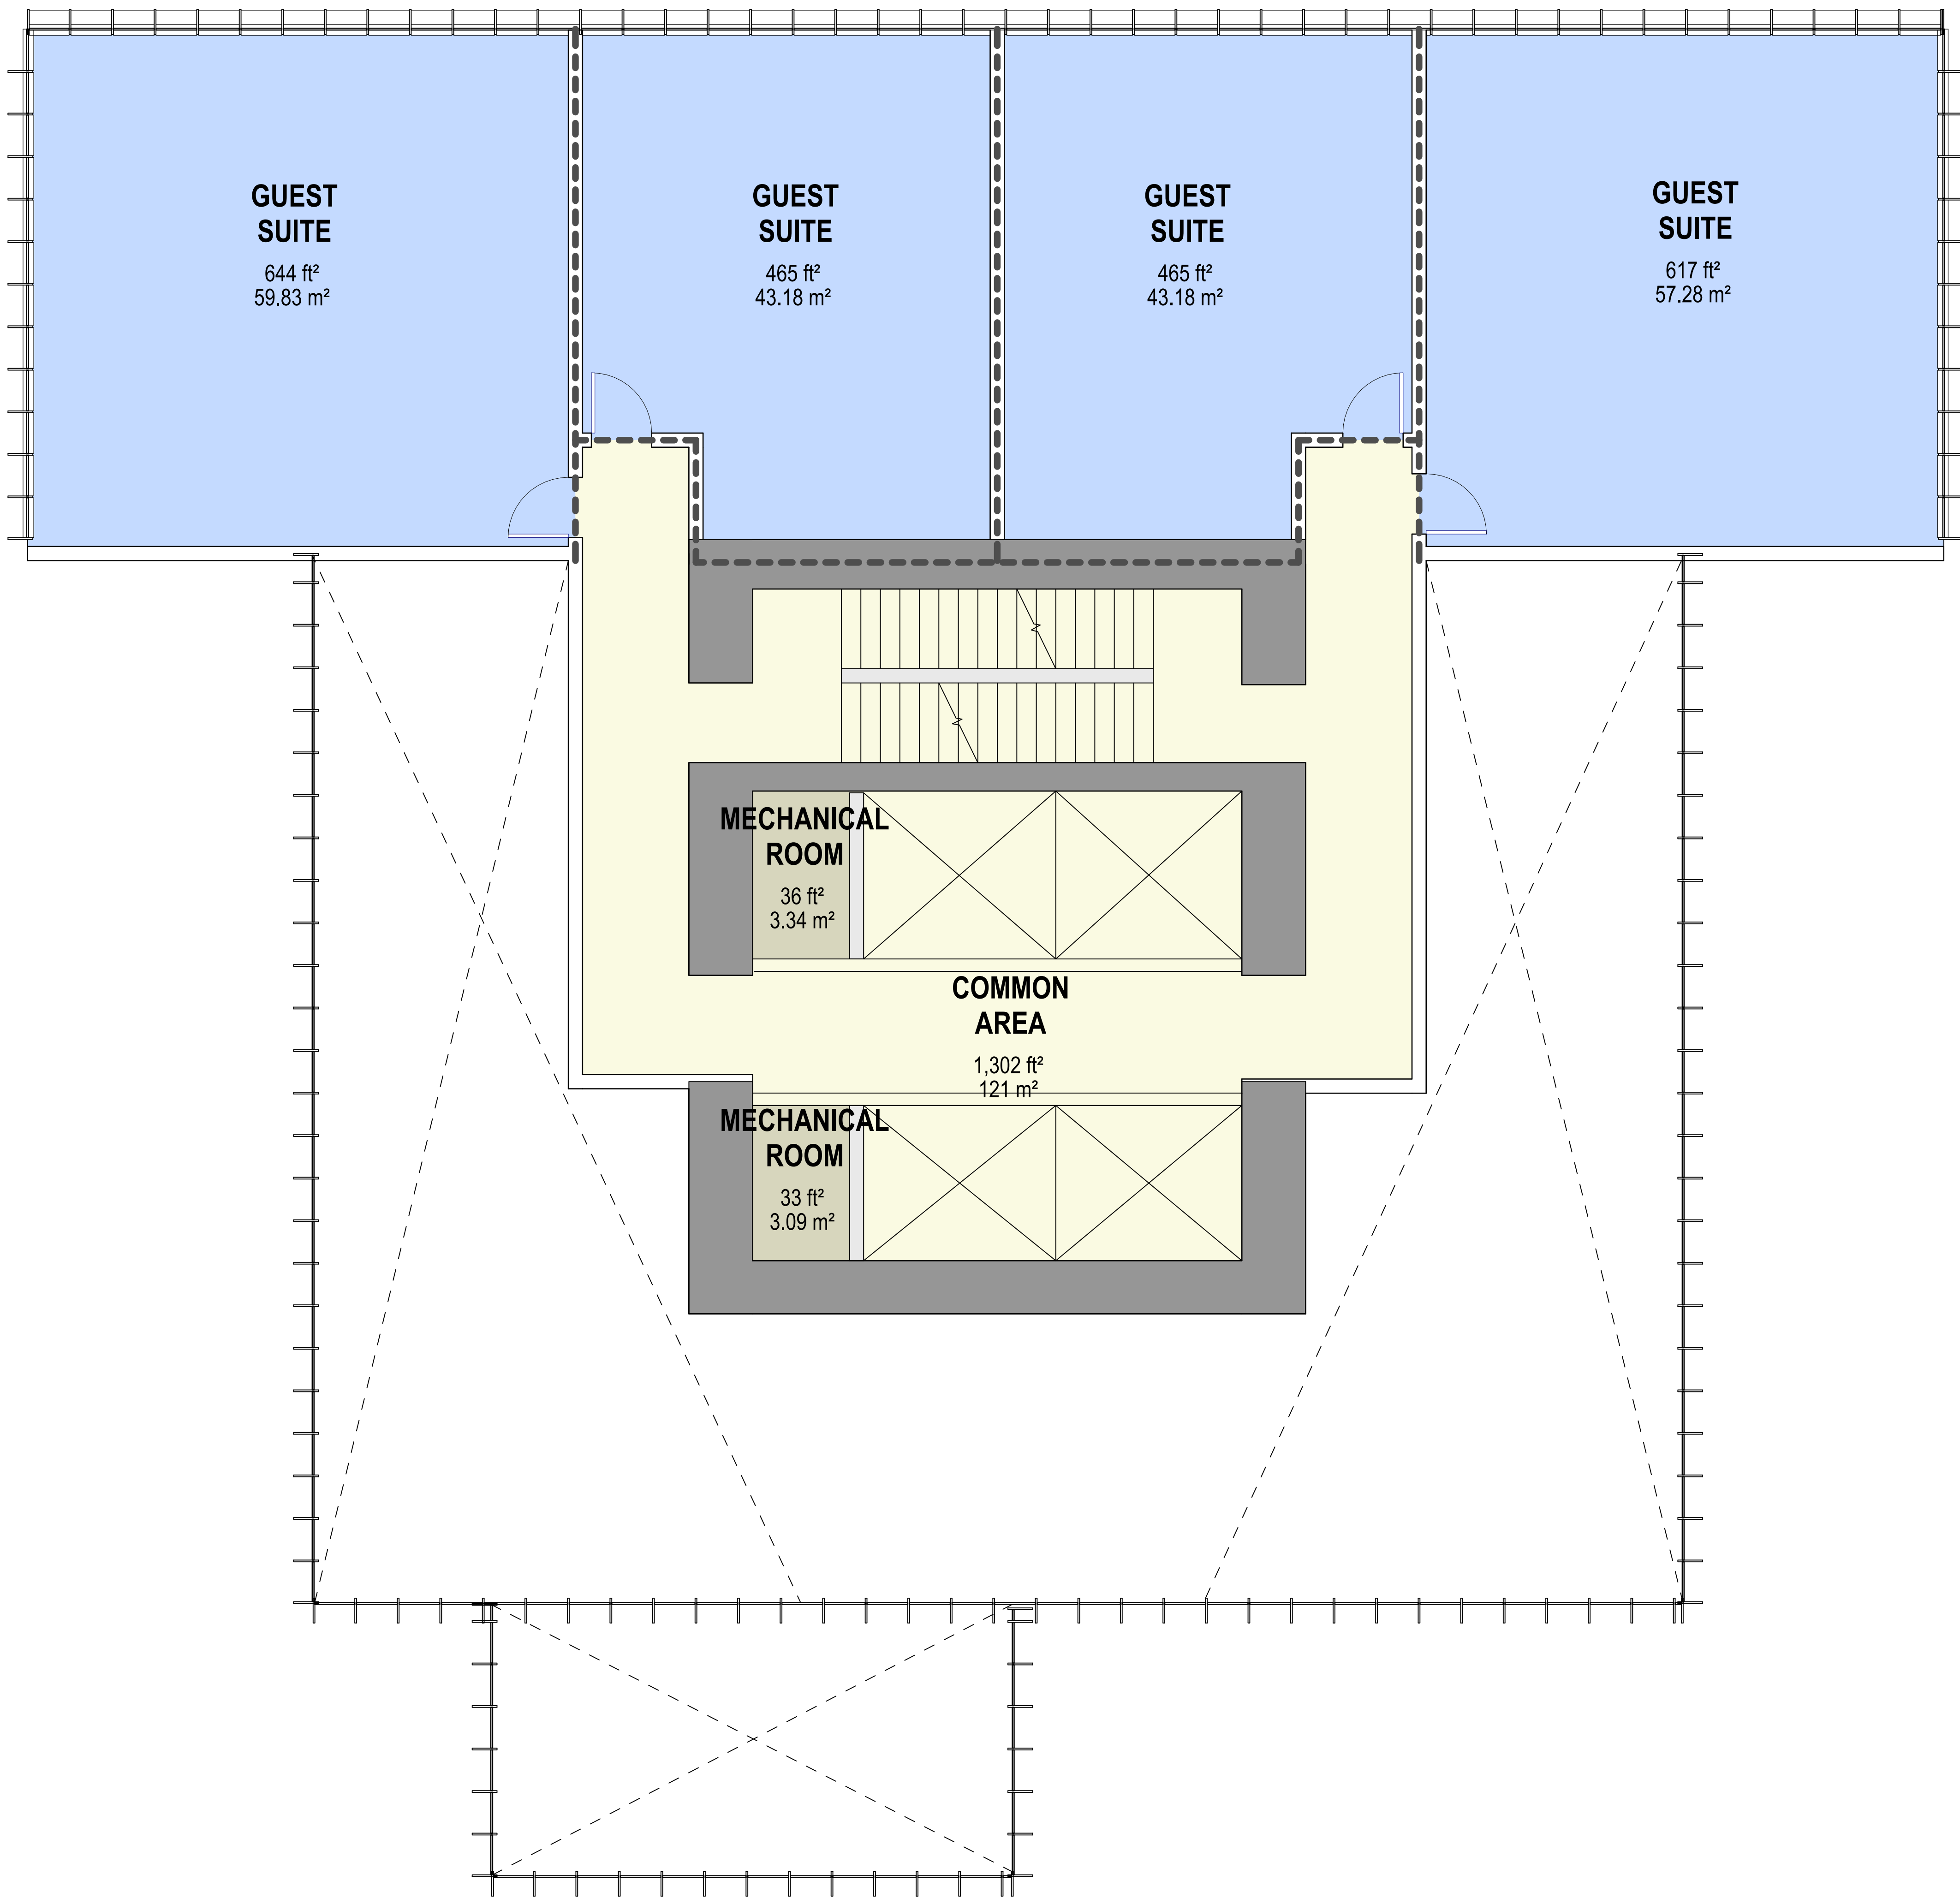 GUEST
SUITE
644 ft²
59.83 m²
GUEST
SUITE
465 ft²
43.18 m²
GUEST
SUITE
465 ft²
43.18 m²
GUEST
SUITE
617 ft²
57.28 m²
MECHANICAL
ROOM
36 ft²
3.34 m²
COMMON
AREA
1,302 ft²
121 m²
MECHANICAL
ROOM
33 ft²
3.09 m²